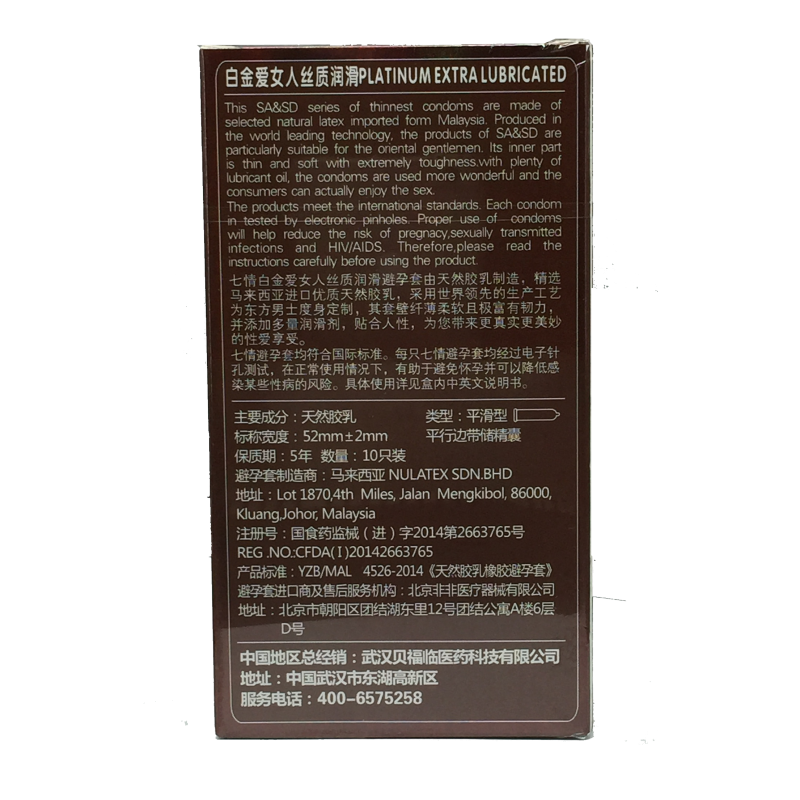 白金爱女人丝质润滑PLATINUM EXTRA LUBRICATED
This SA&SD series of thinnest condoms are made of
selected natural latex imported form Malaysia. Produced in
the world leading technology, the products of SA&SD are
particularly suitable for the oriental gentlemen. Its inner part
is thin and soft with extremely toughness.with plenty of
lubricant oil, the condoms are used more wonderful and the
consumers can actually enjoy the sex.
The products meet the international standards. Each condom
in tested by electronic pinholes. Proper use of condoms
will help reduce the risk of pregnacy,sexually transmitted
infections and HIV/AIDS. Therefore,please read the
instructions carefully before using the product.
七情白金爱女人丝质润滑避孕套由天然胶乳制造，精选
马来西亚进口优质天然胶乳，采用世界领先的生产工艺
为东方男士度身定制，其套壁纤薄柔软且极富有韧力，
并添加多量润滑剂，贴合人性，为您带来更真实更美妙
的性爱享受。
七情避孕套均符合国际标准。每只七情避孕套均经过电子针
孔测试，在正常使用情况下，有助于避免怀孕并可以降低感
染某些性病的风险。具体使用详见盒内中英文说明书。
主要成分：天然胶乳 类型：平滑型
标称宽度：52mm±2mm 平行边带储精囊
保质期：5年 数量：10只装
避孕套制造商：马来西亚 NULATEX SDN.BHD
地址：Lot 1870,4th Miles, Jalan Mengkibol, 86000,
Kluang,Johor, Malaysia
注册号：国食药监械（进）字2014第2663765号
REG .NO.:CFDA(Ⅰ)20142663765
产品标准：YZB/MAL 4526-2014《天然胶乳橡胶避孕套》
避孕套进口商及售后服务机构：北京非非医疗器械有限公司
地址：北京市朝阳区团结湖东里12号团结公寓A楼6层
D号
中国地区总经销：武汉贝福临医药科技有限公司
地址：中国武汉市东湖高新区
服务电话：400-6575258